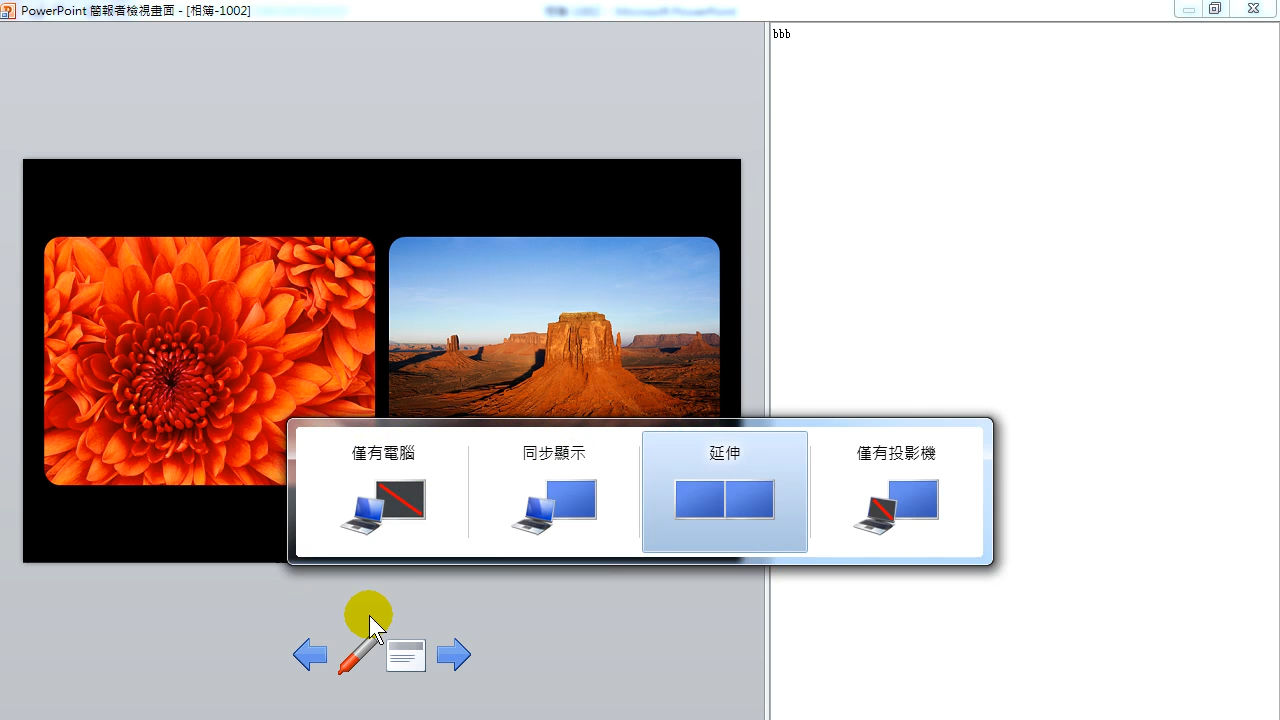 PowerPoint 簡報者檢視畫面 - [相簿-1002]
bbb
僅有電腦
同步顯示
延伸
僅有投影機